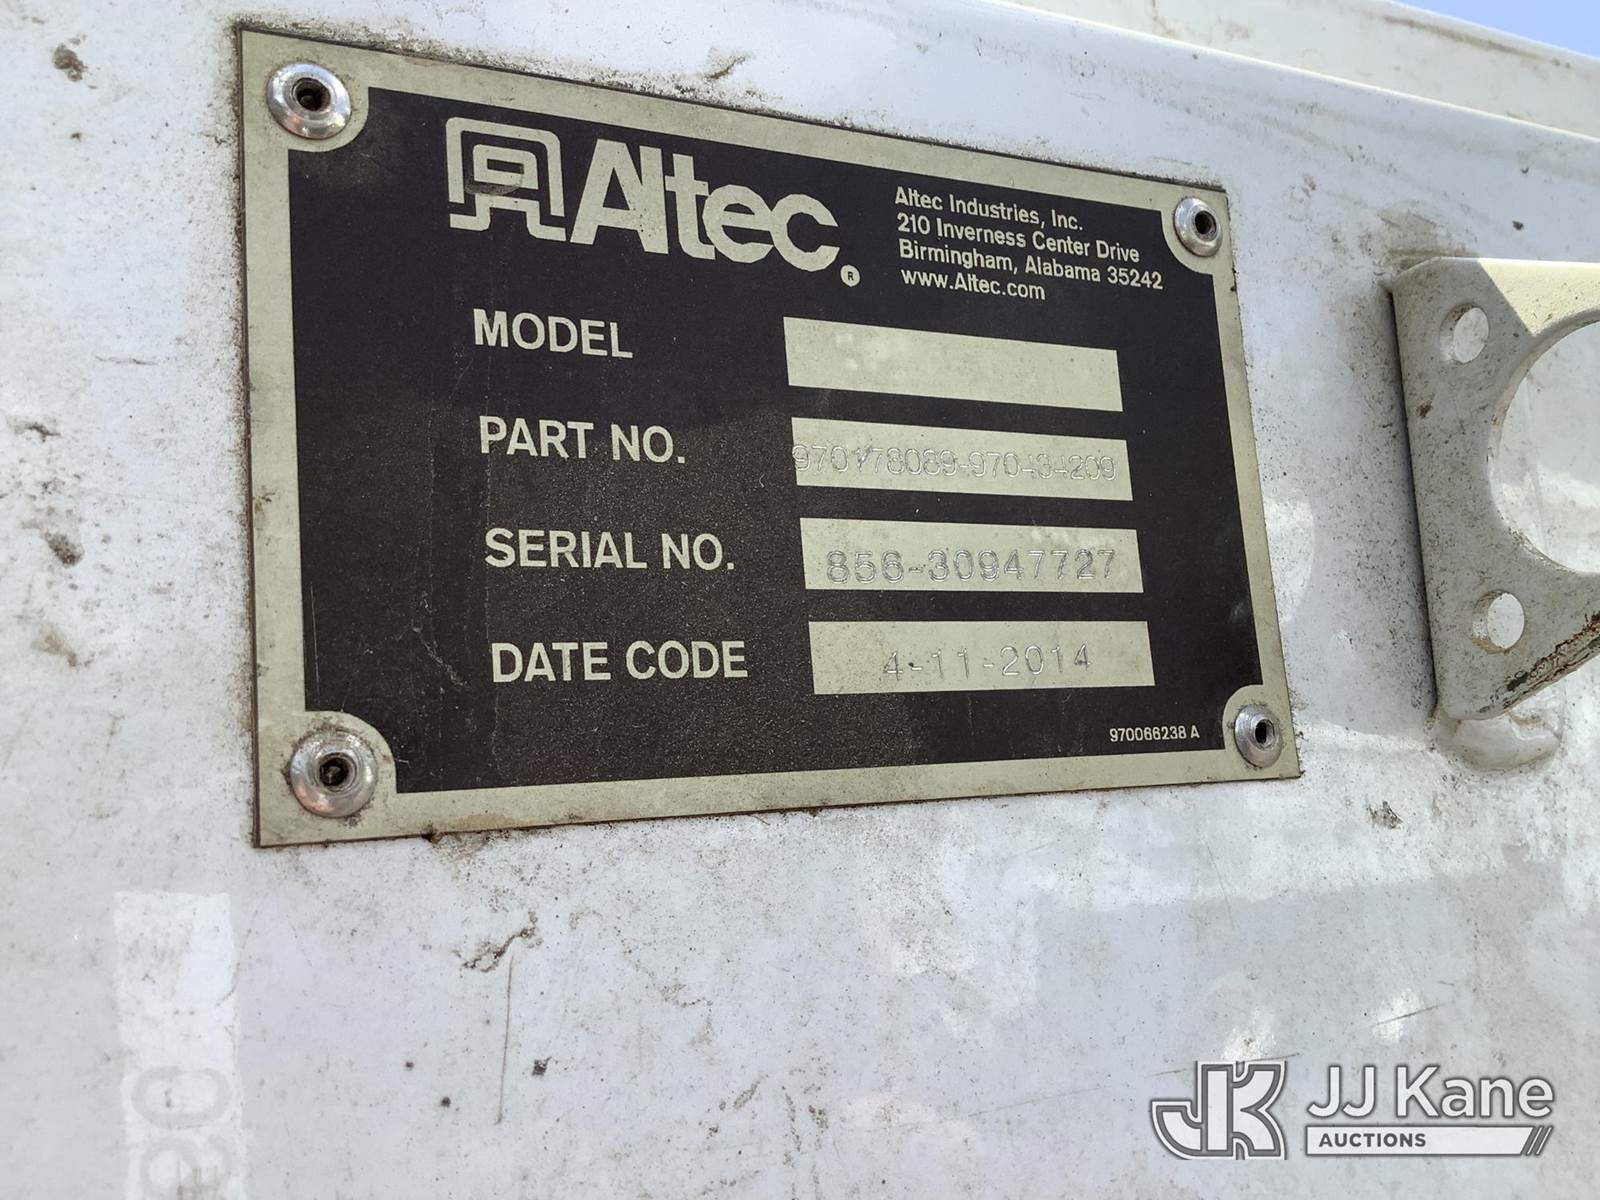 Altec®
Altec Industries, Inc.
210 Inverness Center Drive
Birmingham, Alabama 35242
www.Altec.com
MODEL
PART NO.
SERIAL NO. 856-30947727
DATE CODE 4-11-2014
970066238 A
JJ Kane
AUCTIONS